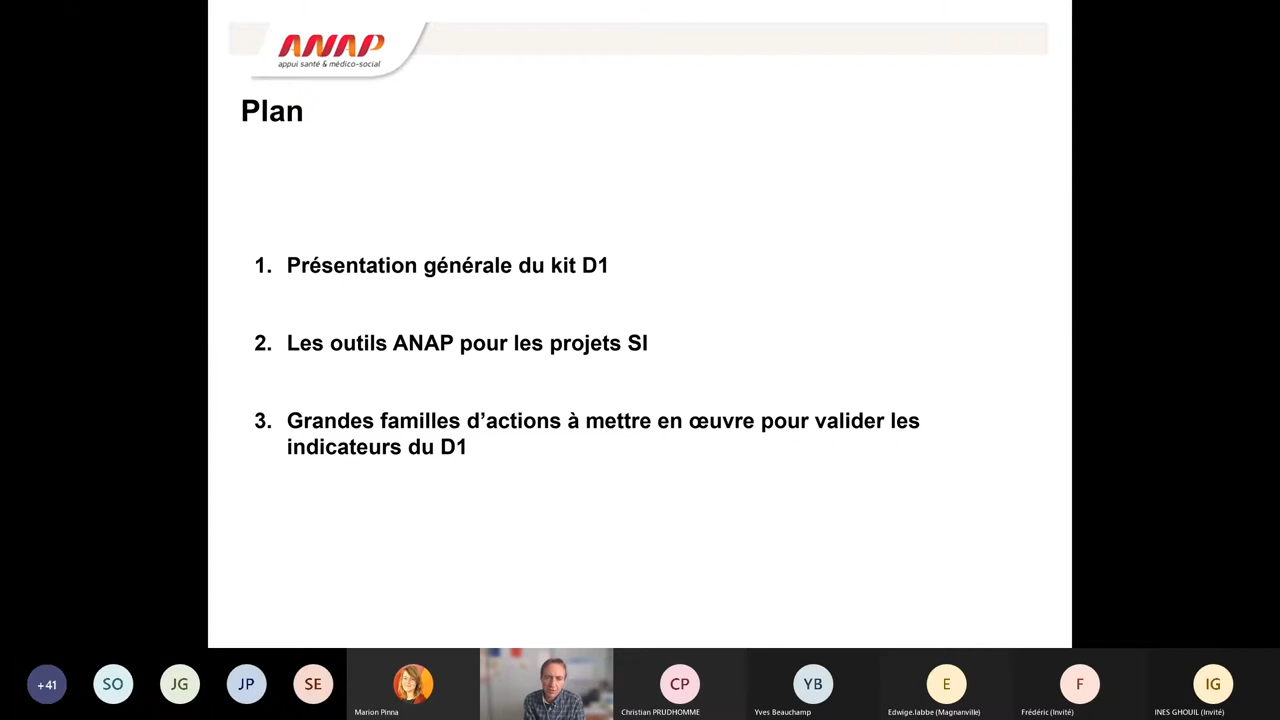 ANAP
appui santé & médico-social
Plan
1. Présentation générale du kit D1
2. Les outils ANAP pour les projets SI
3. Grandes familles d’actions à mettre en œuvre pour valider les
indicateurs du D1
+41
SO
JG
JP
SE
CP
YB
E
F
IG
Marion Pinna
Christian PRUDHOMME
Yves Beauchamp
Edwige.labbe (Magnanville)
Frédéric (Invité)
INES GHOUIL (Invité)